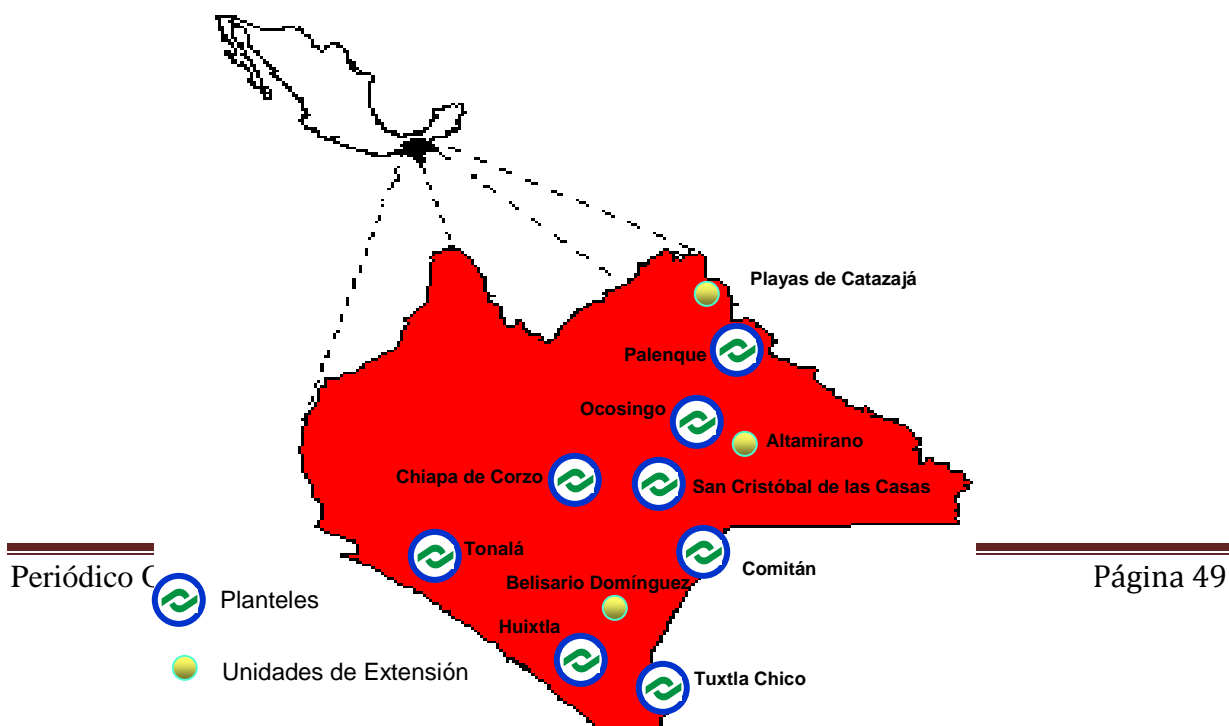 Playas de Catazajá
Palenque
Ocosingo
Altamirano
Chiapa de Corzo
San Cristóbal de las Casas
Tonalá
Comitán
Periódico
Página 49
Belisario Domínguez
Planteles
Huixtla
Unidades de Extensión
Tuxtla Chico